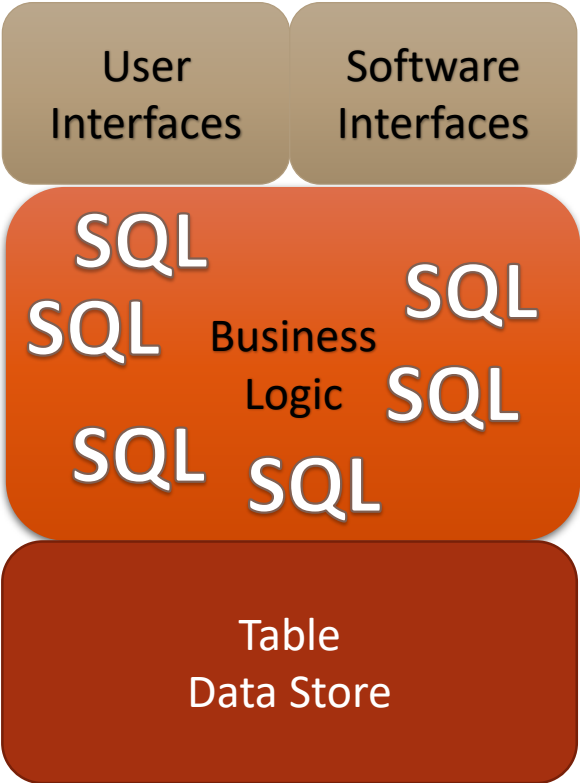 User
Interfaces
Software
Interfaces
SQL
SQL
SQL
Business
Logic
SQL
SQL
SQL
Table
Data Store